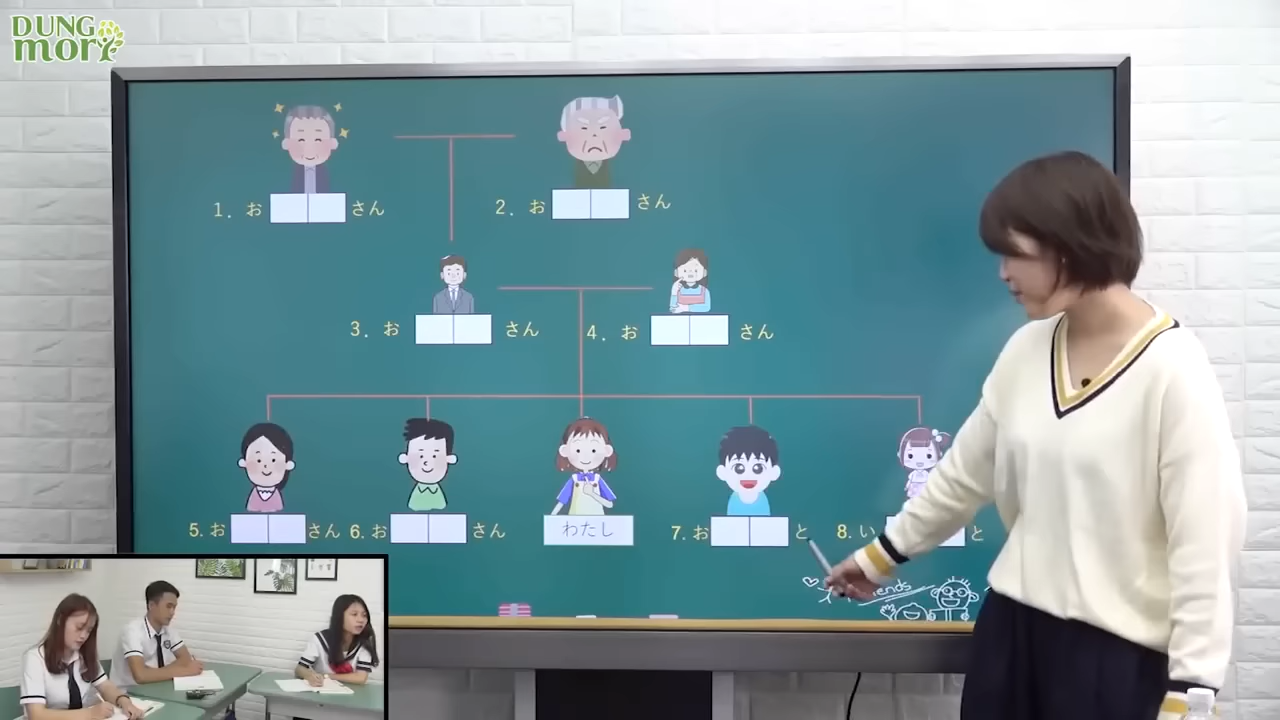 DUNG
mori
1. お さん
2. お さん
3. お さん
4. お さん
5. お さん
6. お さん
わたし
7. お と
8. い と